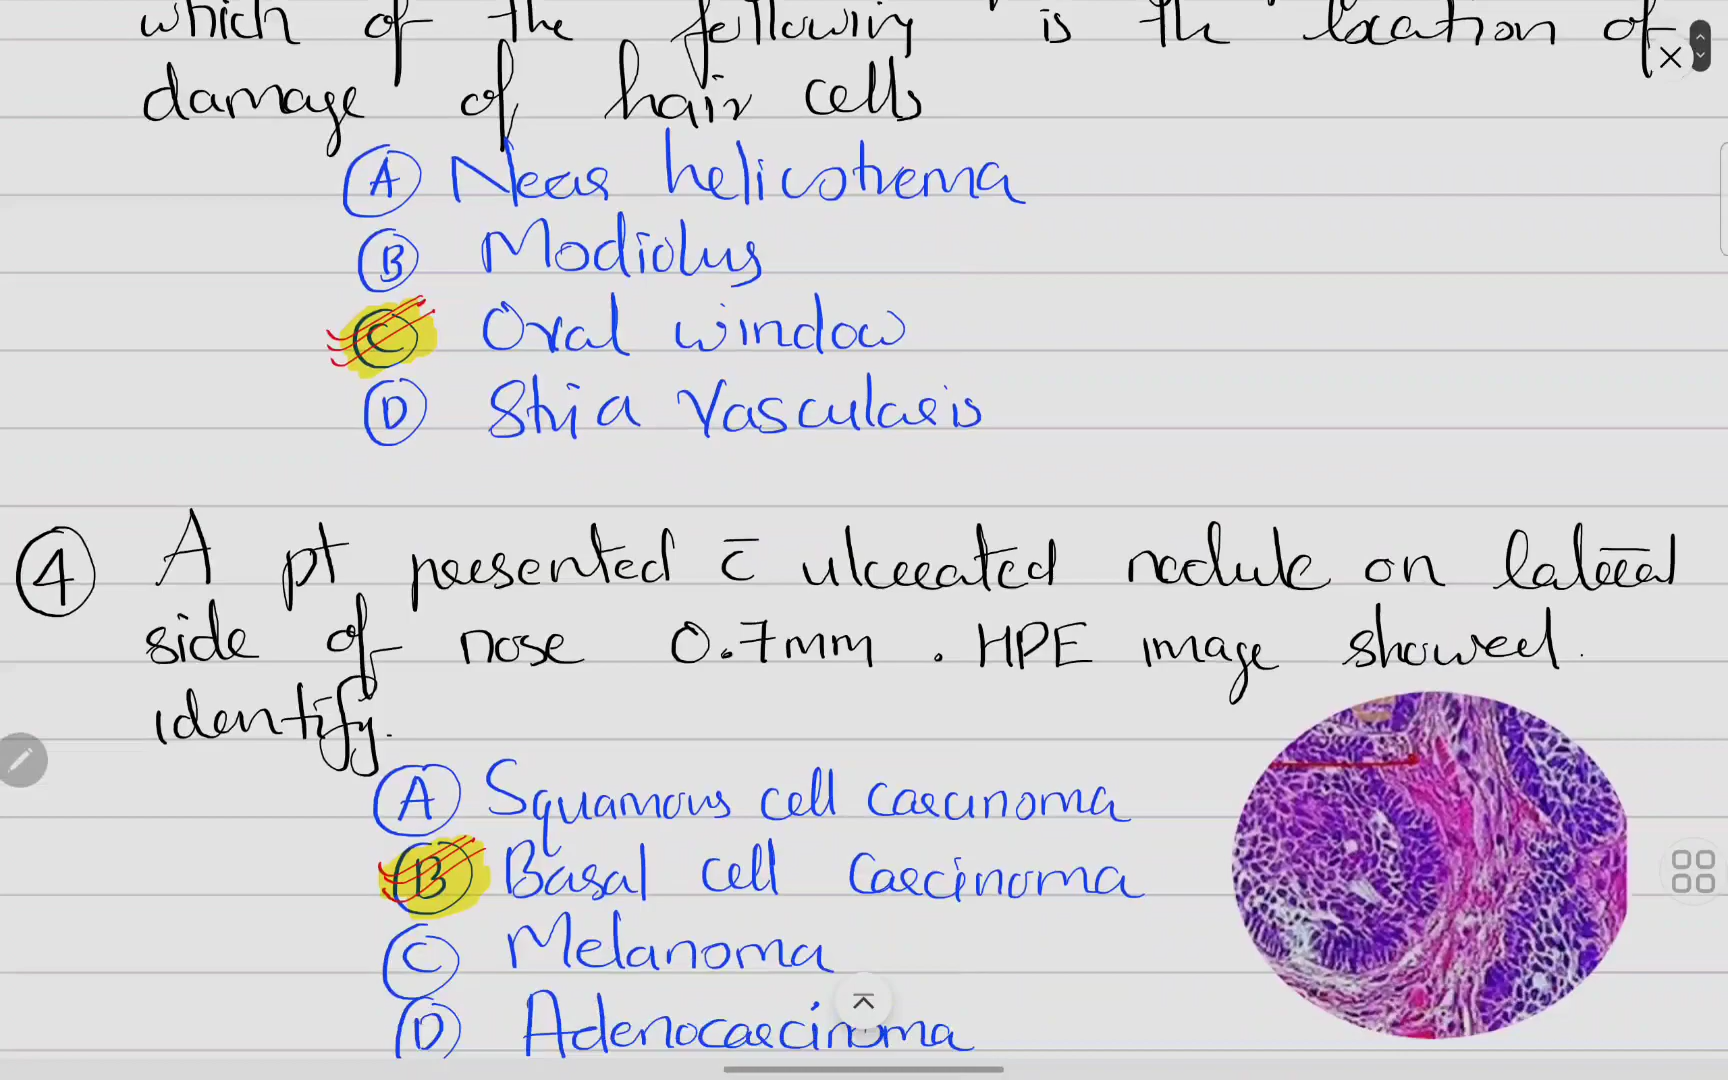 which of the following is the location of
damage of hair cells
A Near helicotrema
B Modiolus
C Oval window
D Stria vascularis
4 A pt presented c̄ ulcerated nodule on lateral
side of nose 0.7mm. HPE image showed.
identify.
A Squamous cell carcinoma
B Basal cell carcinoma
C Melanoma
D Adenocarcinoma